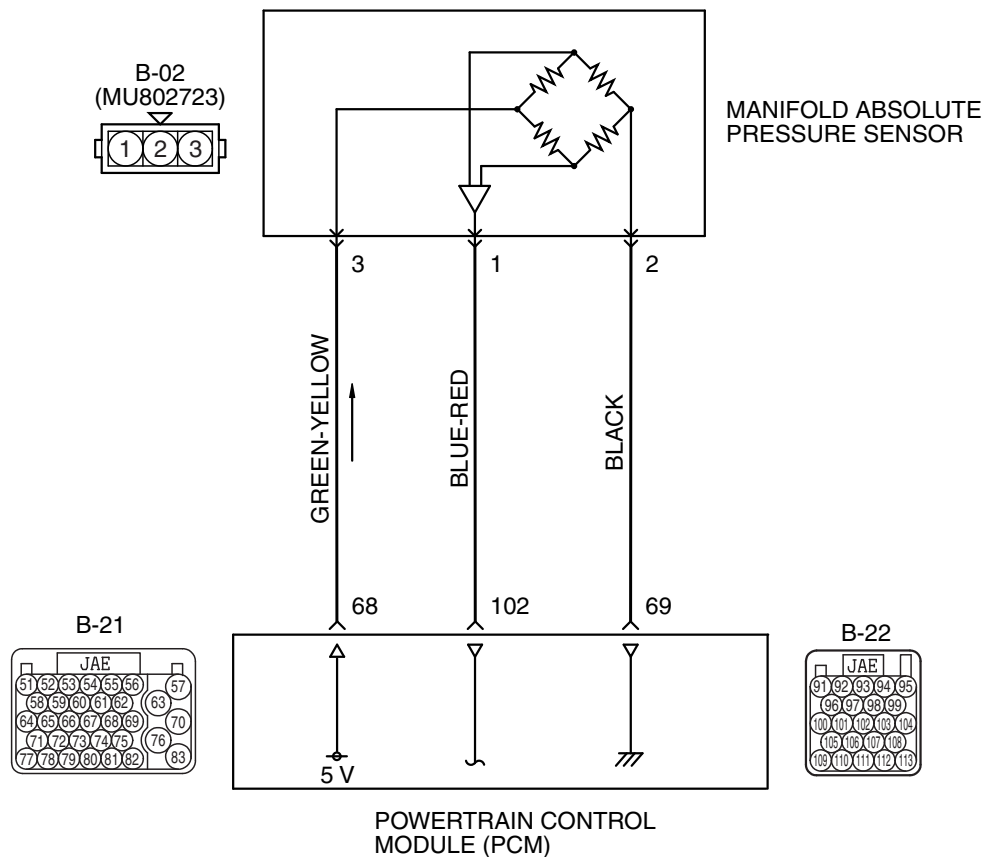 B-02
(MU802723)
1 2 3
MANIFOLD ABSOLUTE
PRESSURE SENSOR
3 1 2
GREEN-YELLOW
BLUE-RED
BLACK
68 102 69
B-21
JAE
51 52 53 54 55 56 57
58 59 60 61 62 63
64 65 66 67 68 69 70
71 72 73 74 75 76
77 78 79 80 81 82 83
5 V
B-22
JAE
91 92 93 94 95
96 97 98 99
100 101 102 103 104
105 106 107 108
109 110 111 112 113
POWERTRAIN CONTROL
MODULE (PCM)